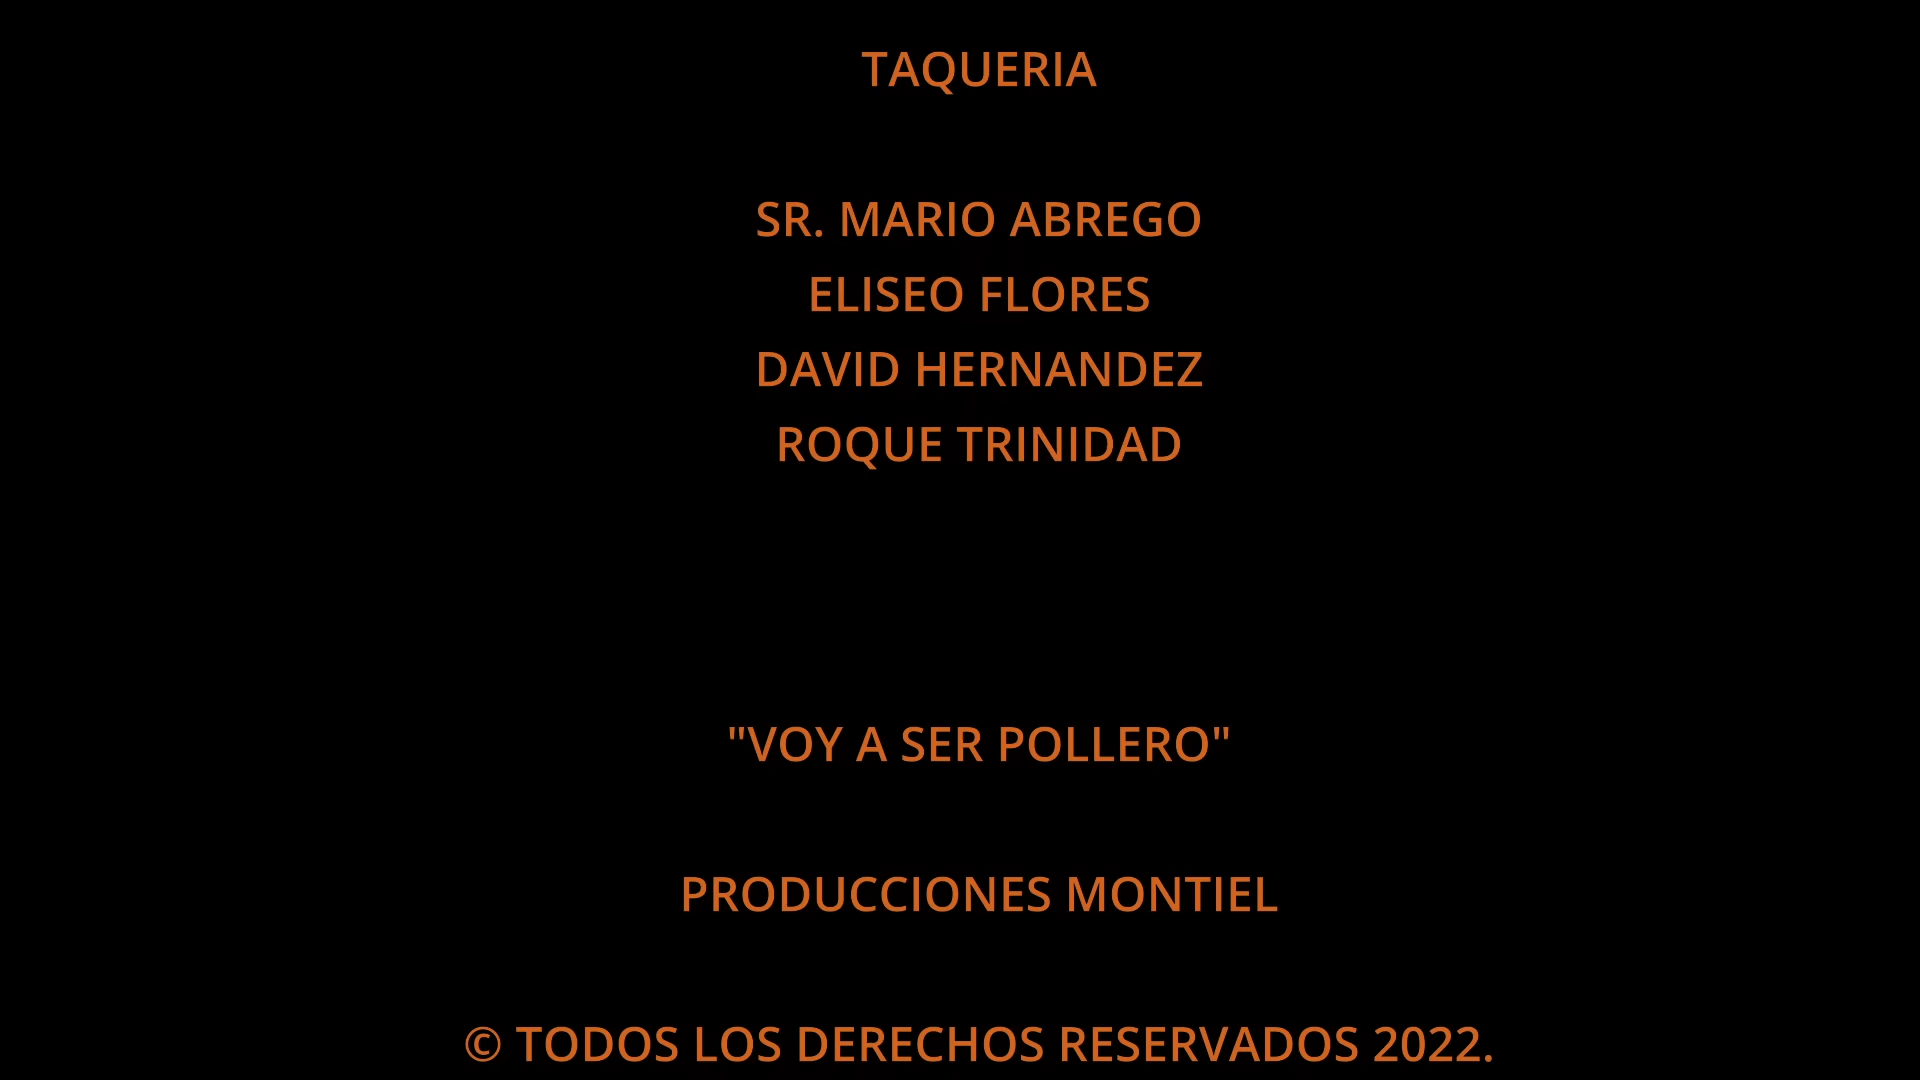 TAQUERIA
SR. MARIO ABREGO
ELISEO FLORES
DAVID HERNANDEZ
ROQUE TRINIDAD
"VOY A SER POLLERO"
PRODUCCIONES MONTIEL
© TODOS LOS DERECHOS RESERVADOS 2022.